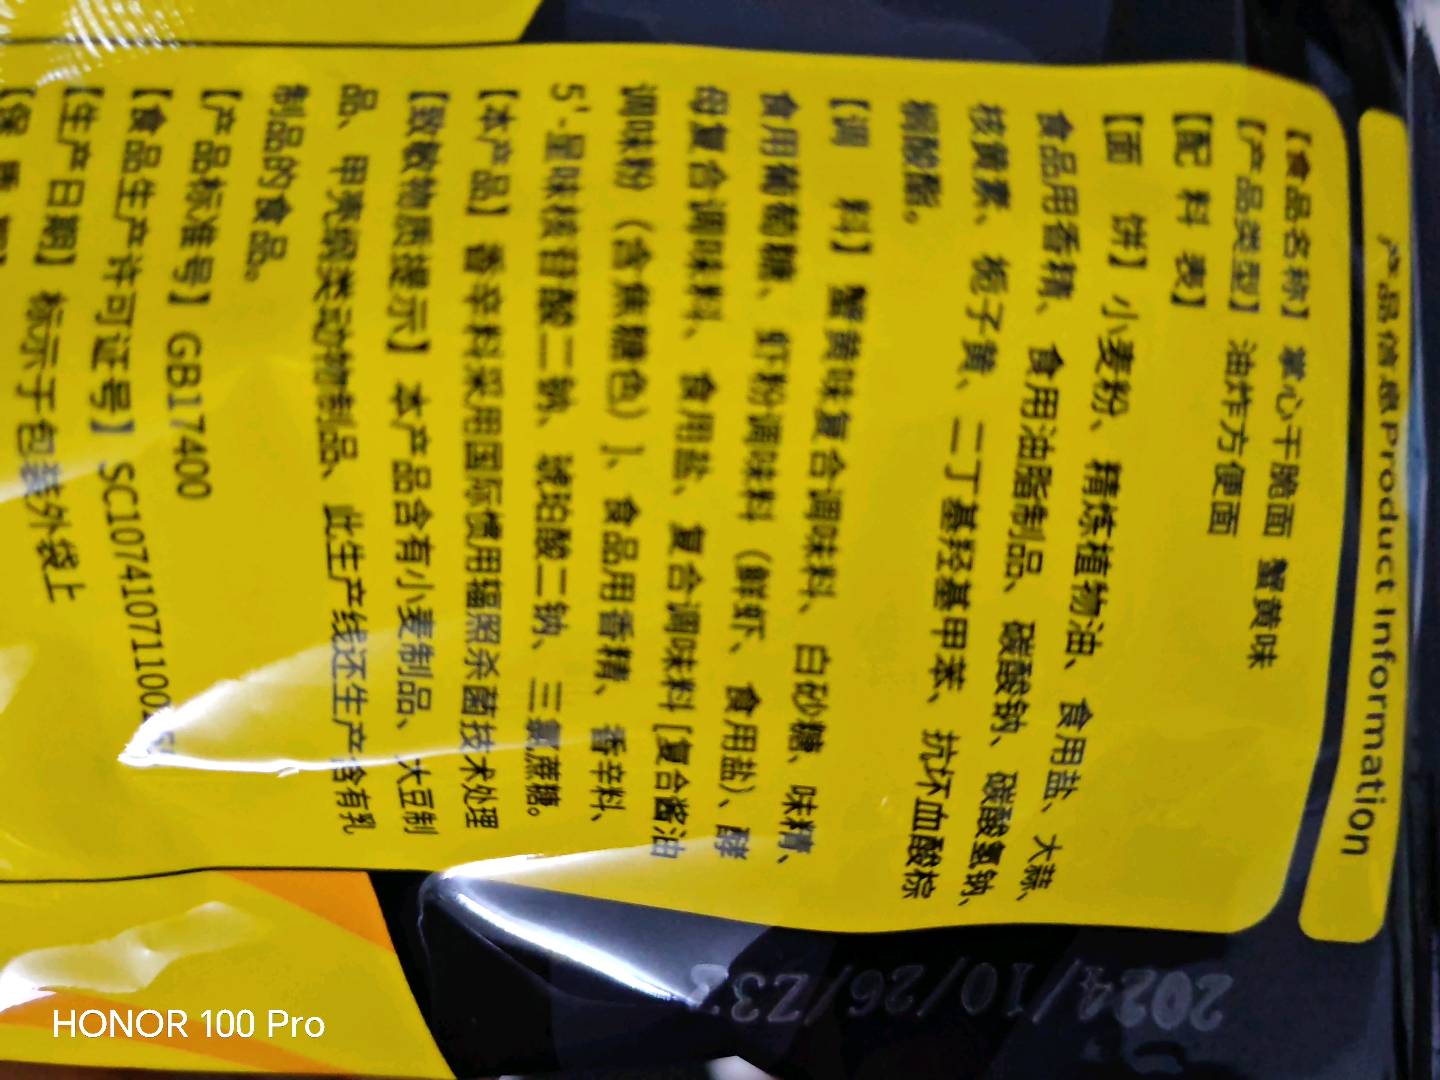 产品信息 Product Information
【食品名称】掌心干脆面 蟹黄味
【产品类型】油炸方便面
【配 料 表】
【面 饼】小麦粉、精炼植物油、食用盐、大蒜、
食品用香精、食用油脂制品、碳酸钠、碳酸氢钠、
核黄素、栀子黄、二丁基羟基甲苯、抗坏血酸棕
榈酸酯。
【调 料】蟹黄味复合调味料、白砂糖、味精、
食用葡萄糖、虾粉调味料（鲜虾、食用盐）、酵
母复合调味料、食用盐、复合调味料[复合酱油
调味粉（含焦糖色）]、食品用香精、香辛料、
5'-呈味核苷酸二钠、琥珀酸二钠、三氯蔗糖。
【本产品】香辛料采用国际惯用辐照杀菌技术处理
【致敏物质提示】本产品含有小麦制品、大豆制
品、甲壳纲类动物制品、此生产线还生产含有乳
制品的食品。
【产品标准号】GB17400
【食品生产许可证号】
【生产日期】标示于包装外袋上
2024/10/26/Z3
HONOR 100 Pro